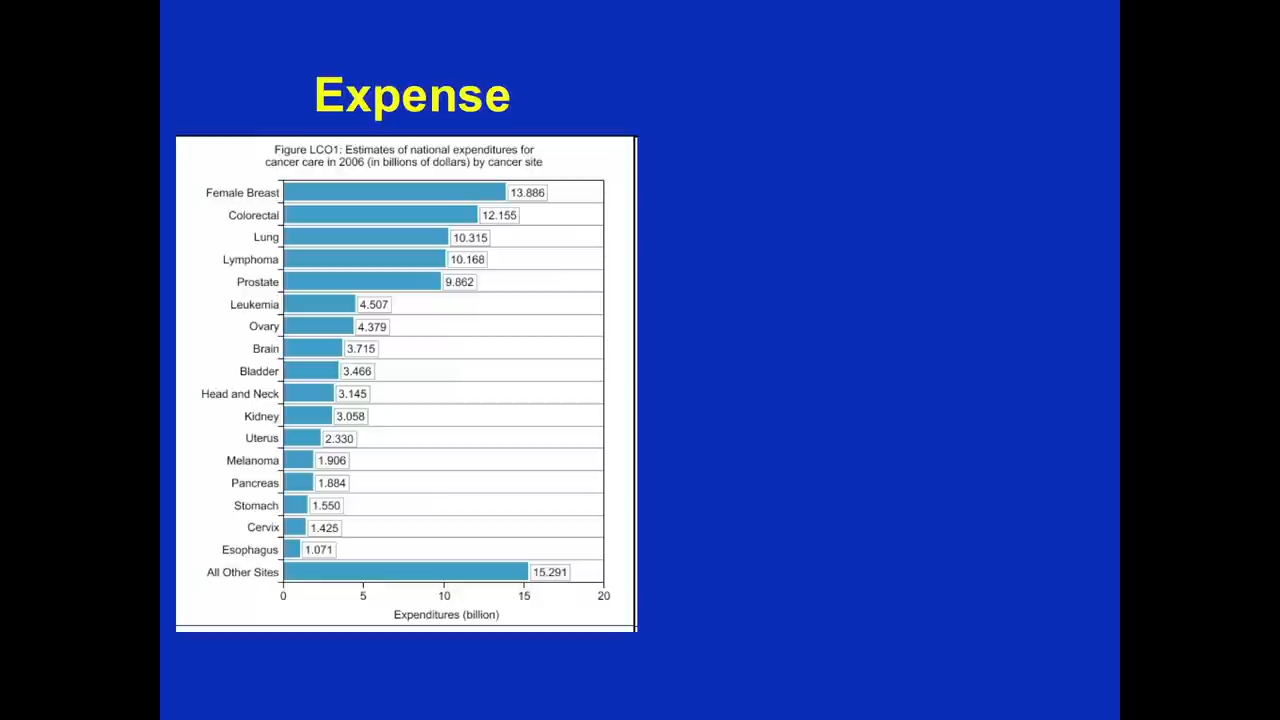 Expense
Figure LCO1: Estimates of national expenditures for
cancer care in 2006 (in billions of dollars) by cancer site
Female Breast 13.886
Colorectal 12.155
Lung 10.315
Lymphoma 10.168
Prostate 9.862
Leukemia 4.507
Ovary 4.379
Brain 3.715
Bladder 3.466
Head and Neck 3.145
Kidney 3.058
Uterus 2.330
Melanoma 1.906
Pancreas 1.884
Stomach 1.550
Cervix 1.425
Esophagus 1.071
All Other Sites 15.291
0 5 10 15 20
Expenditures (billion)